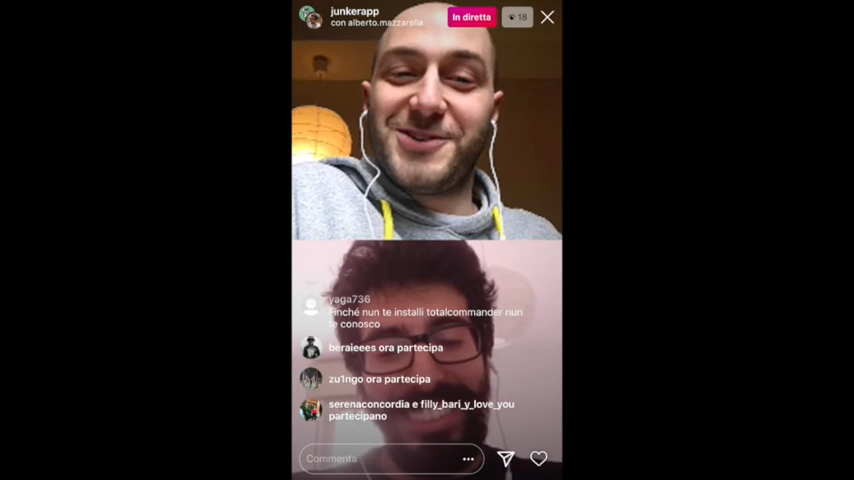 junkerapp
In diretta
18
con alberto.mazzarella
yaga736
Finché nun te installi totalcommander nun
te conosco
beraieees ora partecipa
zu1ngo ora partecipa
serenaconcordia e filly_bari_y_love_you
partecipano
Commenta